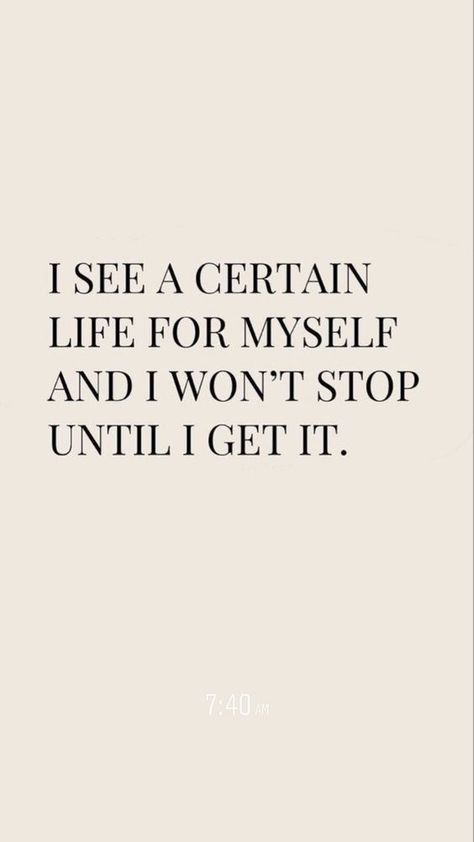 I SEE A CERTAIN
LIFE FOR MYSELF
AND I WON’T STOP
UNTIL I GET IT.
7:40 AM